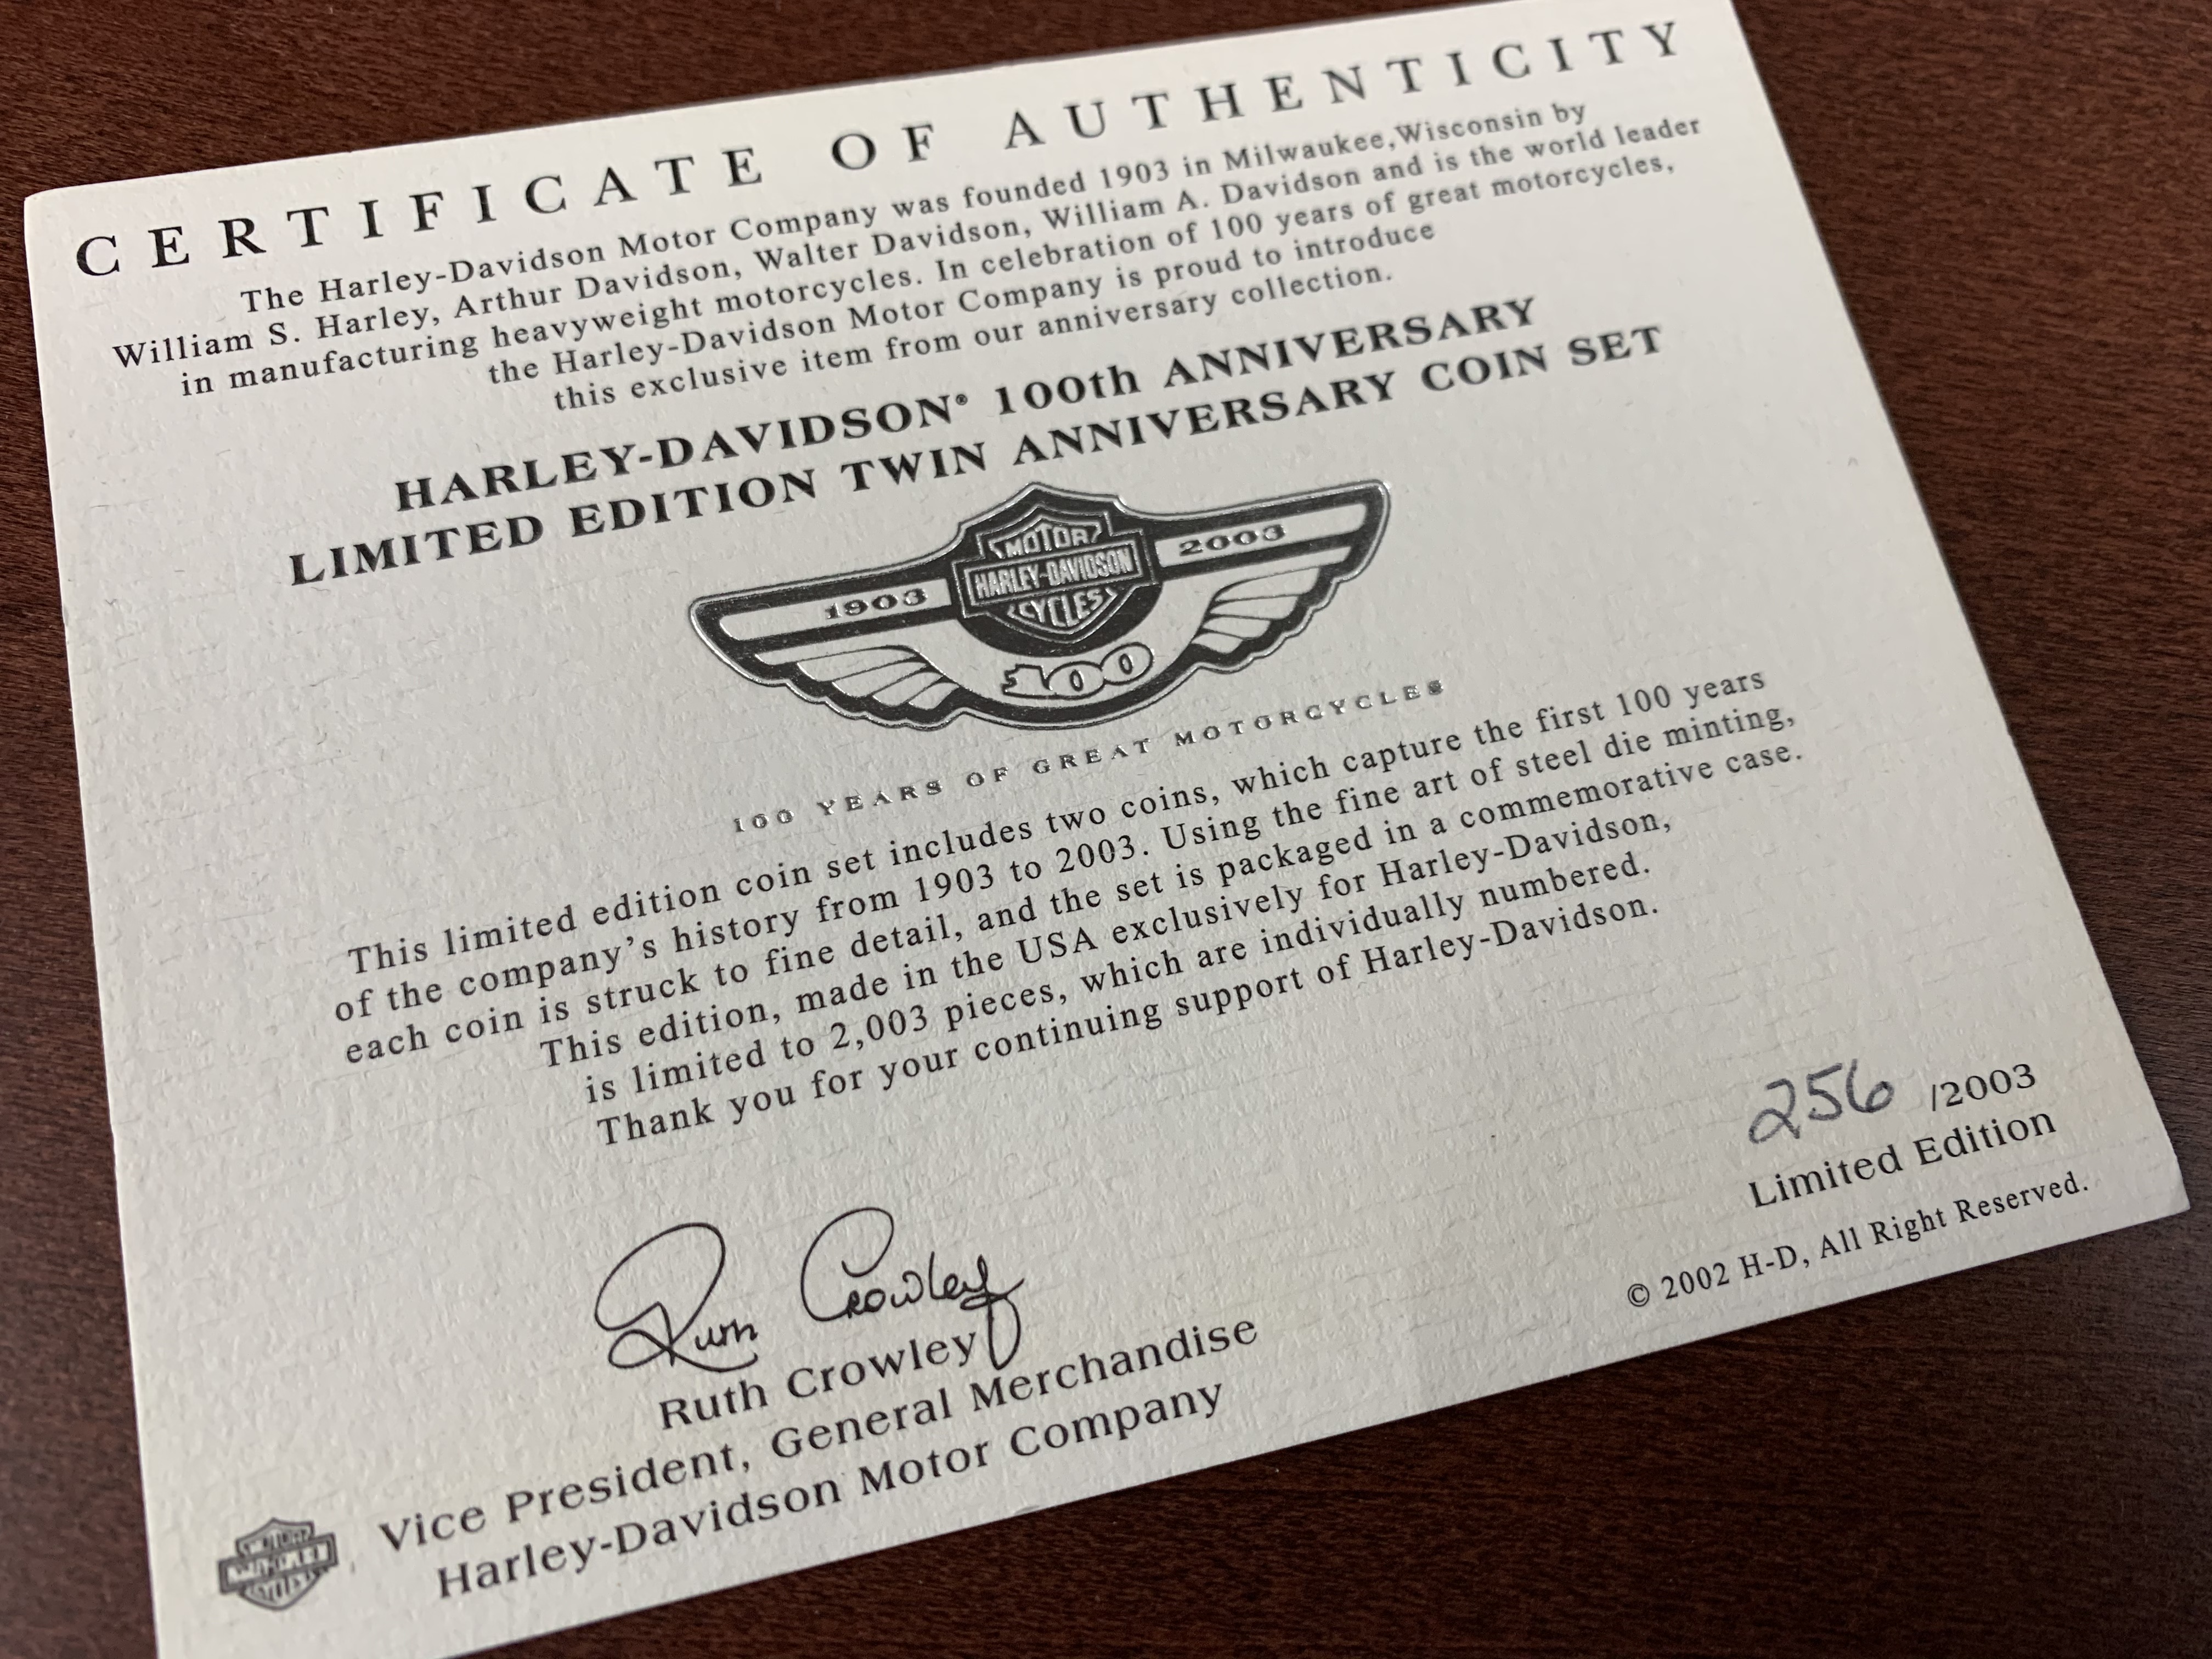 CERTIFICATE OF AUTHENTICITY
The Harley-Davidson Motor Company was founded 1903 in Milwaukee,Wisconsin by
William S. Harley, Arthur Davidson, Walter Davidson, William A. Davidson and is the world leader
in manufacturing heavyweight motorcycles. In celebration of 100 years of great motorcycles,
the Harley-Davidson Motor Company is proud to introduce
this exclusive item from our anniversary collection.
HARLEY-DAVIDSON® 100th ANNIVERSARY
LIMITED EDITION TWIN ANNIVERSARY COIN SET
MOTOR
1903 HARLEY-DAVIDSON 2003
CYCLES
100
100 YEARS OF GREAT MOTORCYCLES
This limited edition coin set includes two coins, which capture the first 100 years
of the company's history from 1903 to 2003. Using the fine art of steel die minting,
each coin is struck to fine detail, and the set is packaged in a commemorative case.
This edition, made in the USA exclusively for Harley-Davidson,
is limited to 2,003 pieces, which are individually numbered.
Thank you for your continuing support of Harley-Davidson.
256 /2003
Limited Edition
© 2002 H-D, All Right Reserved.
Ruth Crowley
Ruth Crowley
Vice President, General Merchandise
Harley-Davidson Motor Company